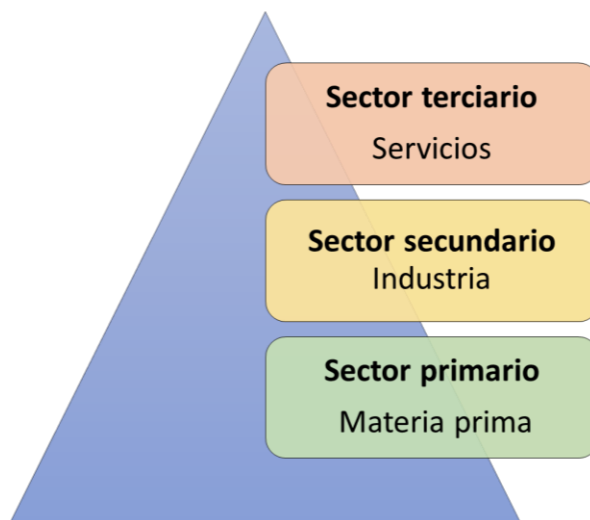 Sector terciario
Servicios
Sector secundario
Industria
Sector primario
Materia prima